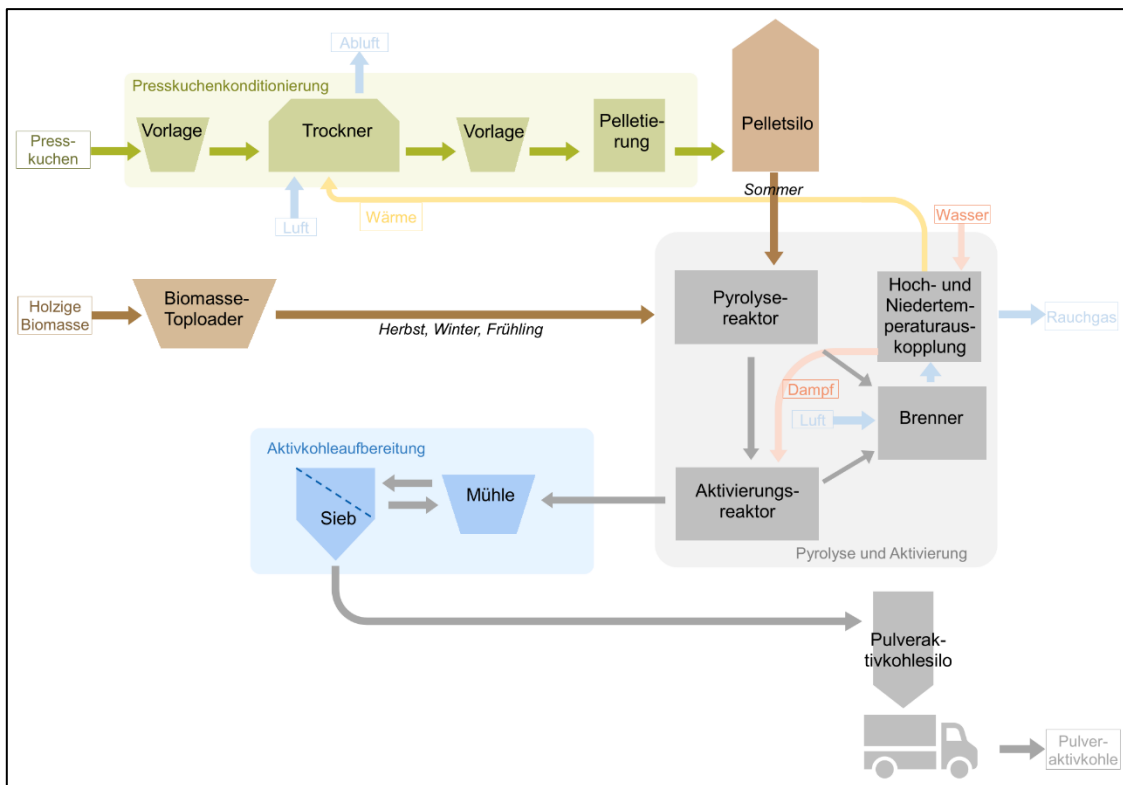 Abluft
Presskuchenkonditionierung
Press-
kuchen
Vorlage
Trockner
Vorlage
Pelletie-
rung
Pelletsilo
Sommer
Luft
Wärme
Wasser
Holzige
Biomasse
Biomasse-
Toploader
Herbst, Winter, Frühling
Pyrolyse-
reaktor
Hoch- und
Niedertem-
peraturaus-
kopplung
Rauchgas
Dampf
Luft
Brenner
Aktivkohleaufbereitung
Sieb
Mühle
Aktivierungs-
reaktor
Pyrolyse und Aktivierung
Pulverak-
tivkohlesilo
Pulver-
aktivkohle